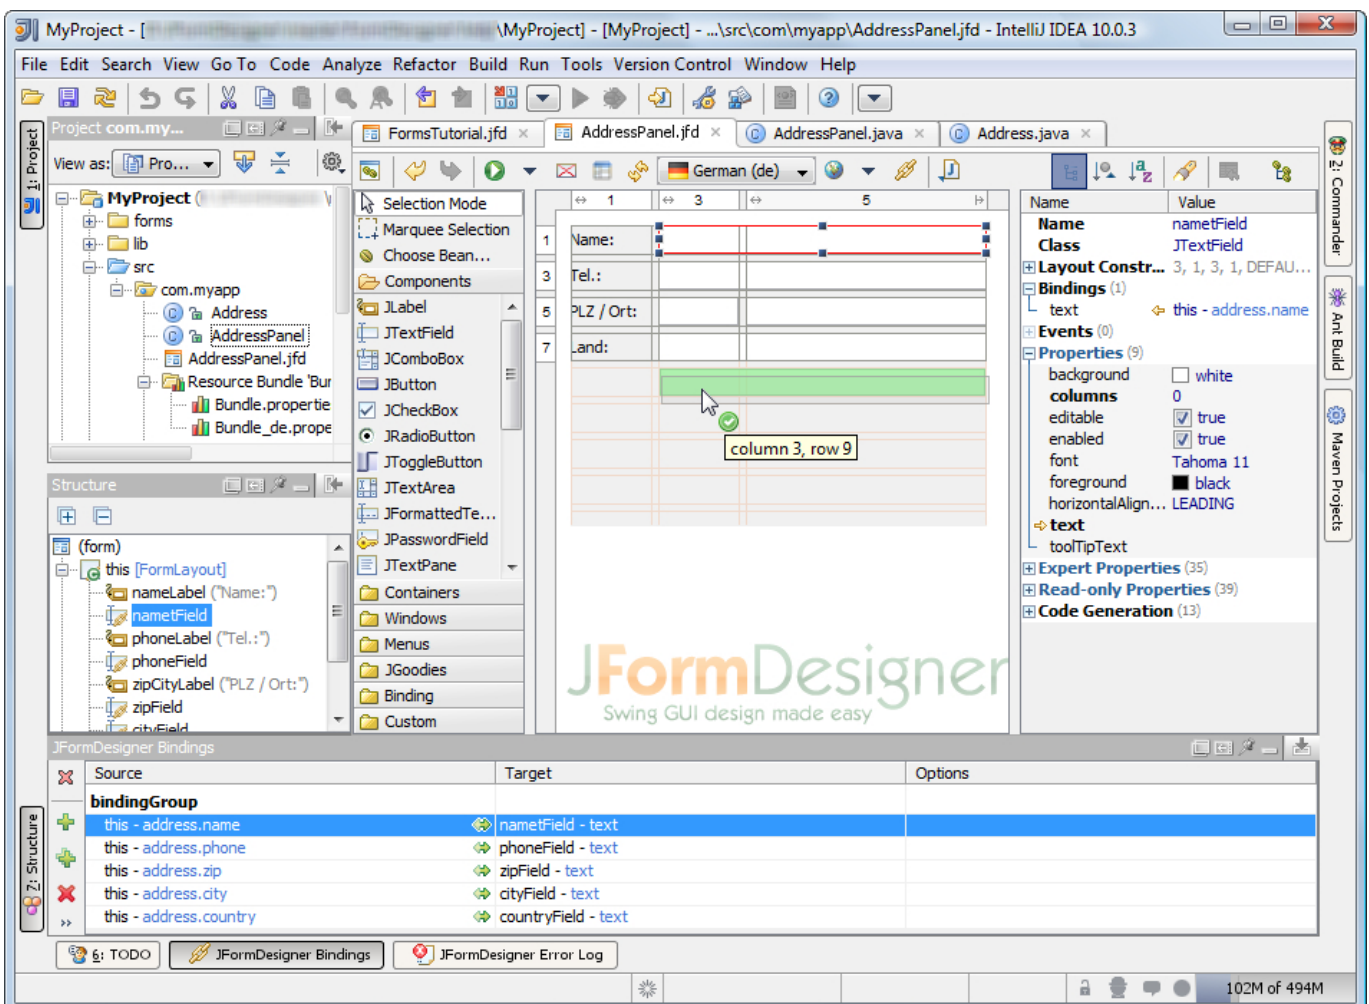 MyProject - [
\MyProject] - [MyProject] - ...\src\com\myapp\AddressPanel.jfd - IntelliJ IDEA 10.0.3
File Edit Search View Go To Code Analyze Refactor Build Run Tools Version Control Window Help
1: Project
Project com.my...
View as: Pro...
MyProject (
forms
lib
src
com.myapp
Address
AddressPanel
AddressPanel.jfd
Resource Bundle 'Bur
Bundle.propertie
Bundle_de.prope
Structure
(form)
this [FormLayout]
nameLabel ("Name:")
nametField
phoneLabel ("Tel.:")
phoneField
zipCityLabel ("PLZ / Ort:")
zipField
cityField
FormsTutorial.jfd
AddressPanel.jfd
AddressPanel.java
Address.java
German (de)
Selection Mode
Marquee Selection
Choose Bean...
Components
JLabel
JTextField
JComboBox
JButton
JCheckBox
JRadioButton
JToggleButton
JTextArea
JFormattedTe...
JPasswordField
JTextPane
Containers
Windows
Menus
JGoodies
Binding
Custom
1 3 5
1 Name:
3 Tel.:
5 PLZ / Ort:
7 Land:
column 3, row 9
JFormDesigner
Swing GUI design made easy
Name Value
Name nametField
Class JTextField
Layout Constr... 3, 1, 3, 1, DEFAU...
Bindings (1)
text this - address.name
Events (0)
Properties (9)
background white
columns 0
editable true
enabled true
font Tahoma 11
foreground black
horizontalAlign... LEADING
text
toolTipText
Expert Properties (35)
Read-only Properties (39)
Code Generation (13)
2: Commander
Ant Build
Maven Projects
JFormDesigner Bindings
Source Target Options
bindingGroup
this - address.name nametField - text
this - address.phone phoneField - text
this - address.zip zipField - text
this - address.city cityField - text
this - address.country countryField - text
7: Structure
6: TODO
JFormDesigner Bindings
JFormDesigner Error Log
102M of 494M